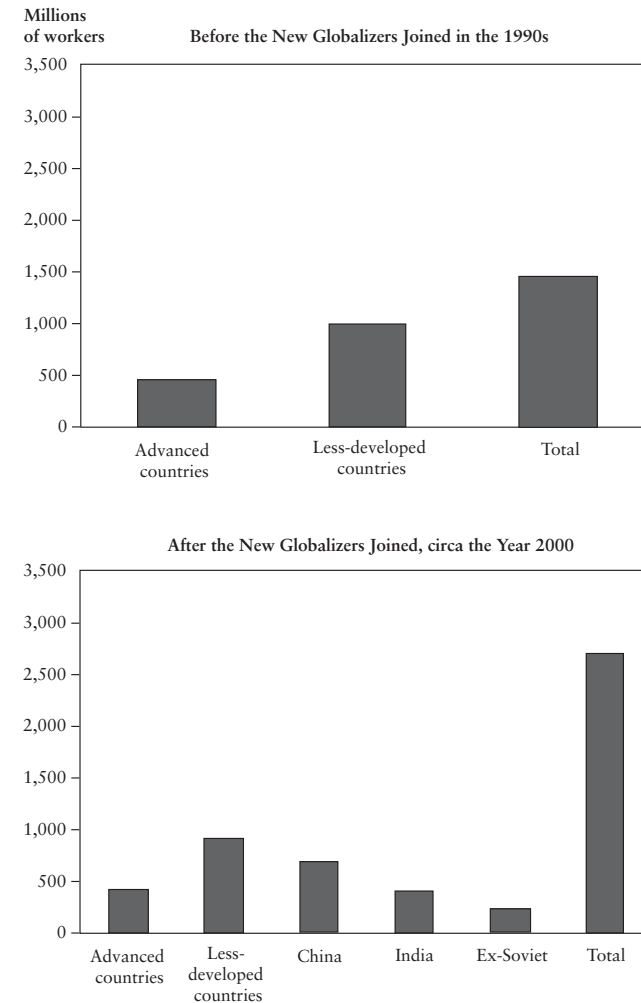 Millions
of workers
Before the New Globalizers Joined in the 1990s
3,500
3,000
2,500
2,000
1,500
1,000
500
0
Advanced
countries
Less-developed
countries
Total
After the New Globalizers Joined, circa the Year 2000
3,500
3,000
2,500
2,000
1,500
1,000
500
0
Advanced
countries
Less-
developed
countries
China
India
Ex-Soviet
Total